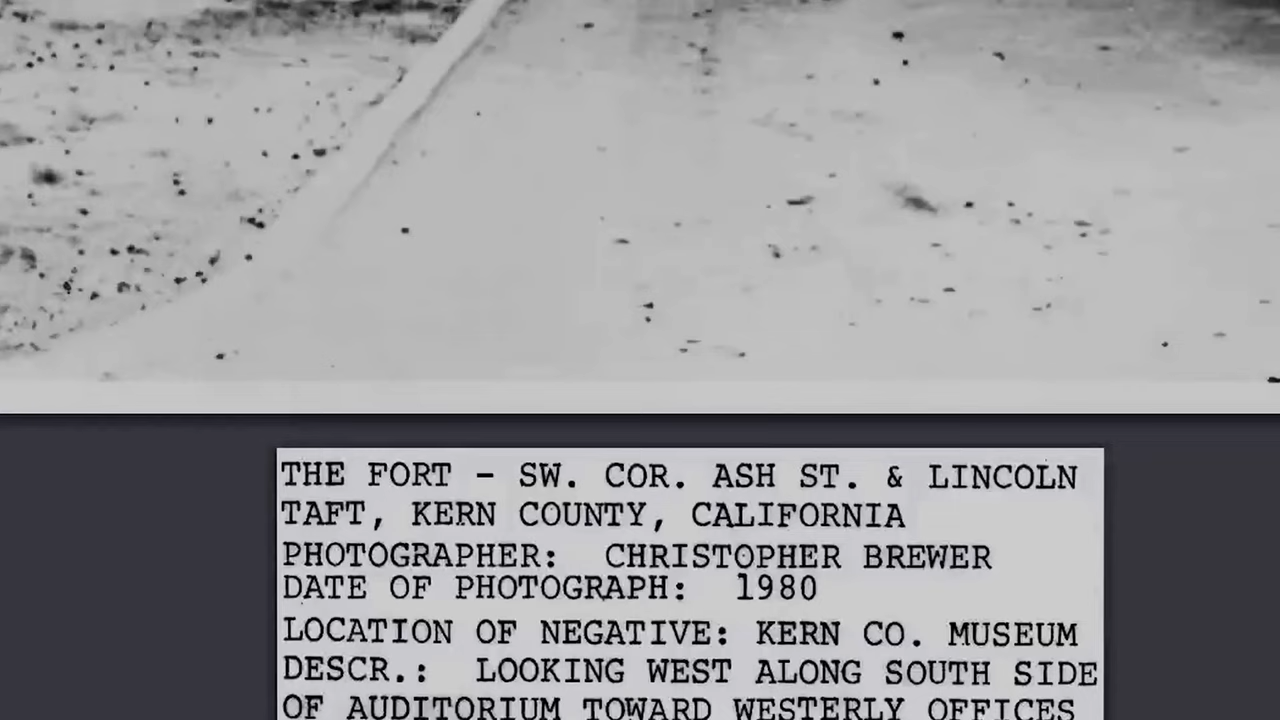 THE FORT - SW. COR. ASH ST. & LINCOLN
TAFT, KERN COUNTY, CALIFORNIA
PHOTOGRAPHER: CHRISTOPHER BREWER
DATE OF PHOTOGRAPH: 1980
LOCATION OF NEGATIVE: KERN CO. MUSEUM
DESCR.: LOOKING WEST ALONG SOUTH SIDE
OF AUDITORIUM TOWARD WESTERLY OFFICES